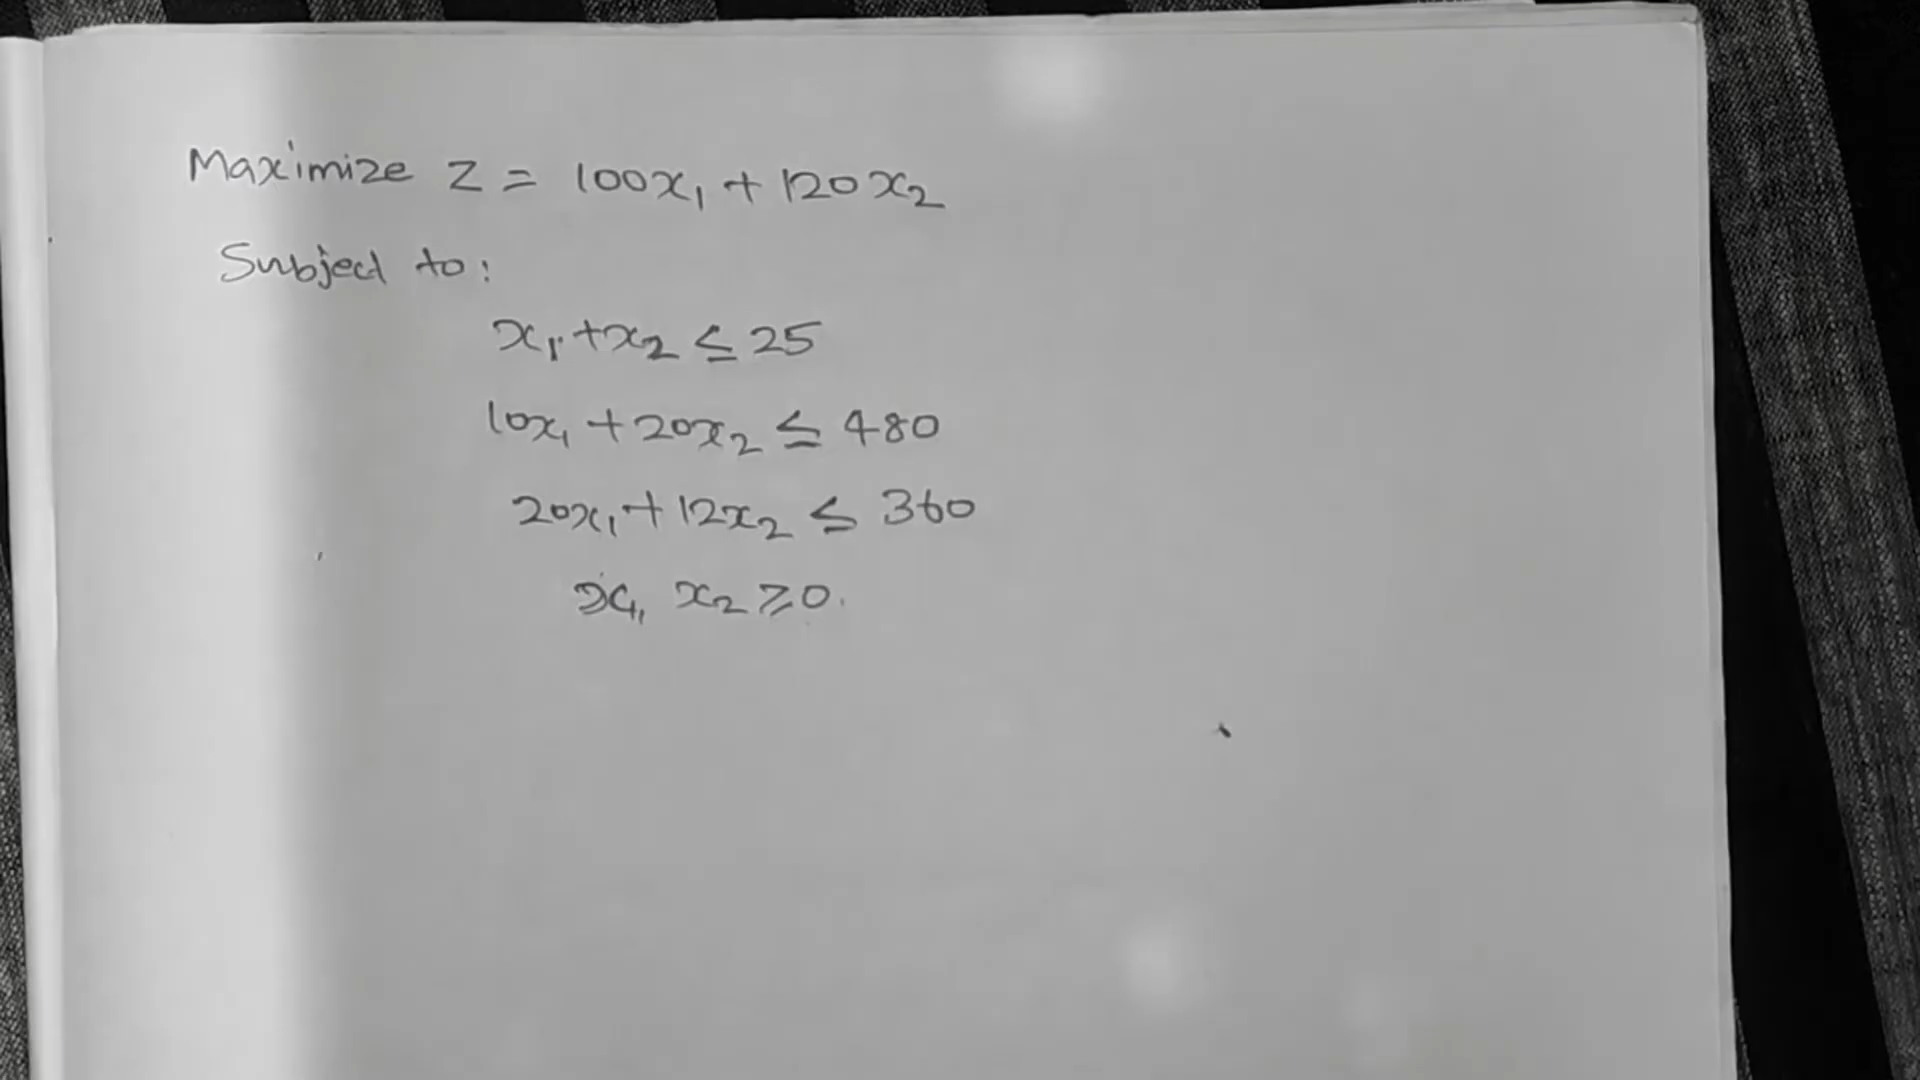 Maximize Z = 100x₁ + 120x₂
Subject to:
x₁ + x₂ ≤ 25
10x₁ + 20x₂ ≤ 480
20x₁ + 12x₂ ≤ 360
x₁, x₂ ≥ 0.